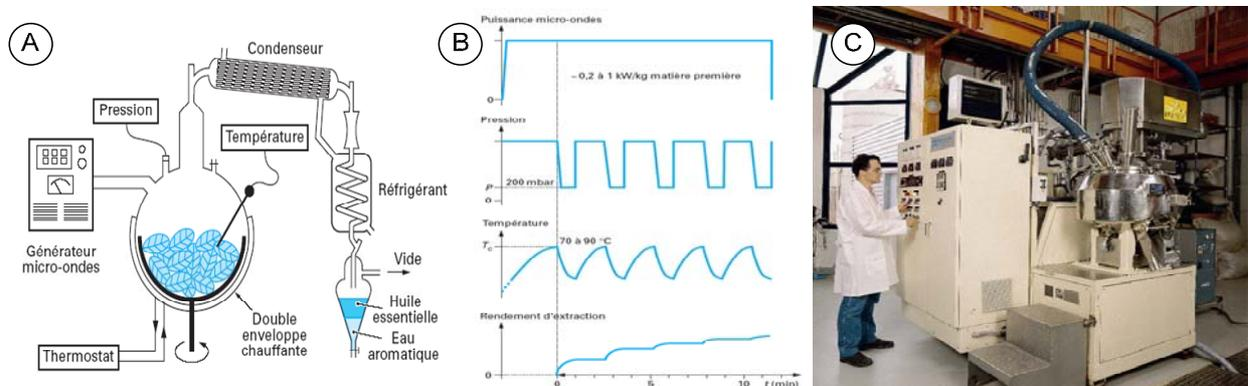 A
Condenseur
Pression
Température
Réfrigérant
Générateur
micro-ondes
Vide
Huile
essentielle
Eau
aromatique
Double
enveloppe
chauffante
Thermostat
B
Puissance micro-ondes
~ 0,2 à 1 kW/kg matière première
0
Pression
P
200 mbar
0
Température
Tc
70 à 90 °C
Rendement d'extraction
0
0 5 10 t (min)
C